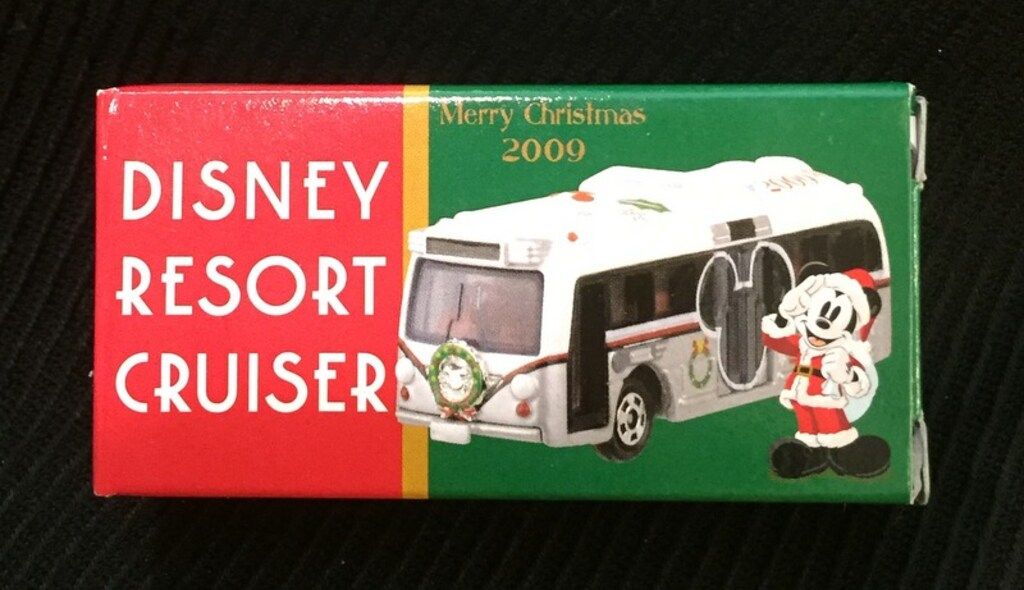 DISNEY
RESORT
CRUISER
Merry Christmas
2009